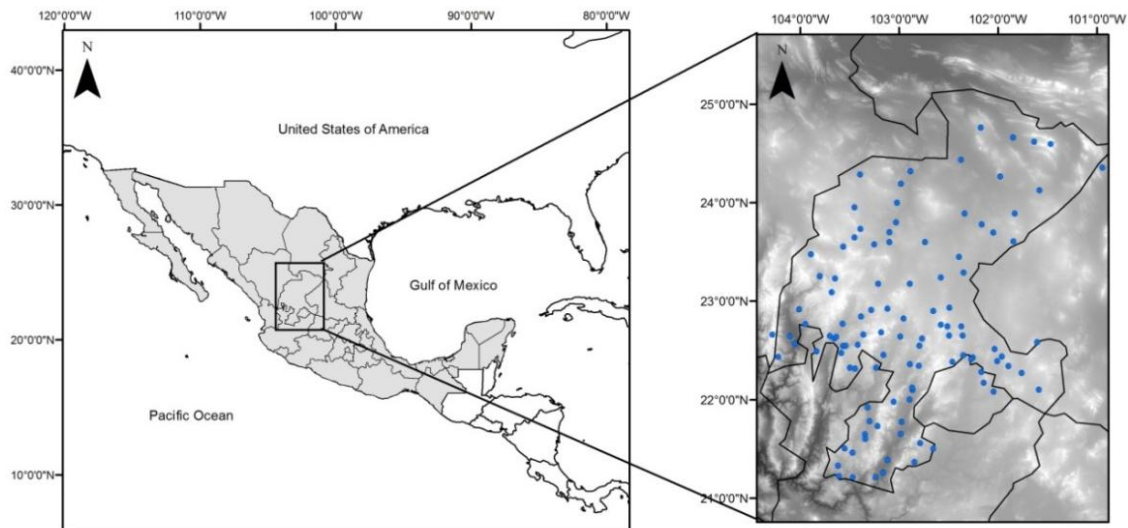 120°0'0"W 110°0'0"W 100°0'0"W 90°0'0"W 80°0'0"W
N
40°0'0"N
30°0'0"N
20°0'0"N
10°0'0"N
United States of America
Gulf of Mexico
Pacific Ocean
104°0'0"W 103°0'0"W 102°0'0"W 101°0'0"W
N
25°0'0"N
24°0'0"N
23°0'0"N
22°0'0"N
21°0'0"N